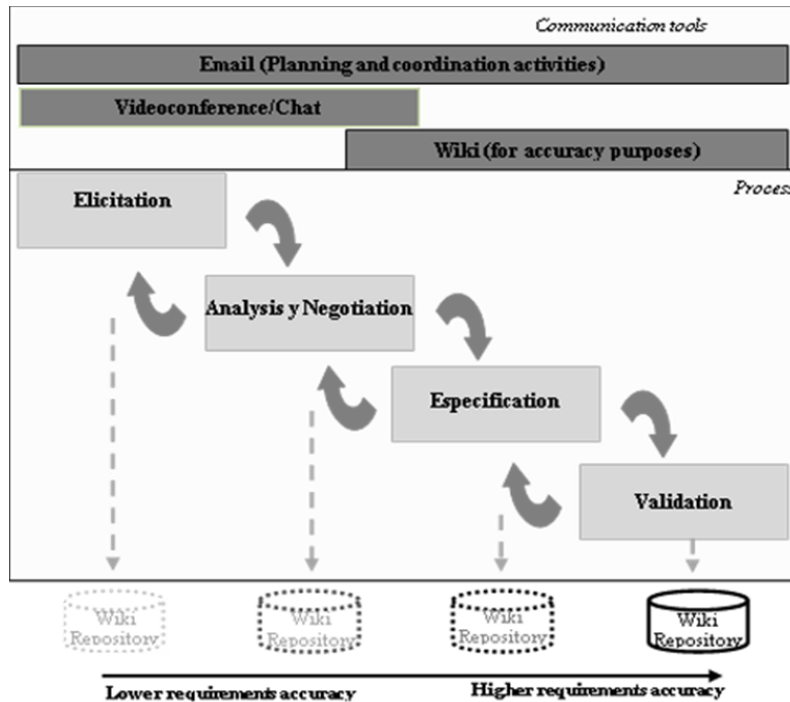 Communication tools
Email (Planning and coordination activities)
Videoconference/Chat
Wiki (for accuracy purposes)
Process
Elicitation
Analysis y Negotiation
Especification
Validation
Wiki
Repository
Wiki
Repository
Wiki
Repository
Wiki
Repository
Lower requirements accuracy
Higher requirements accuracy